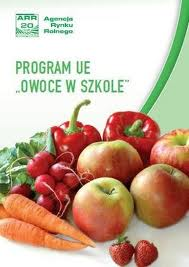 ARR
20
Agencja
Rynku
Rolnego
PROGRAM UE
„OWOCE W SZKOLE”